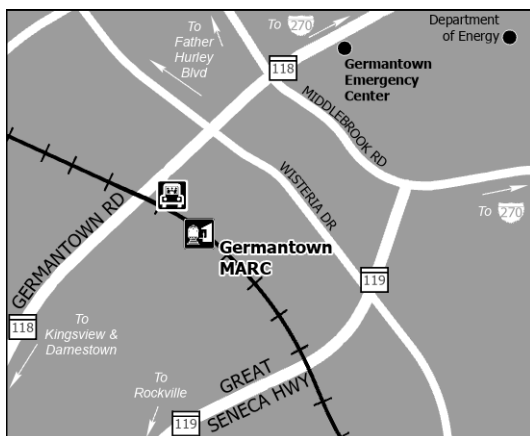 To
Father
Hurley
Blvd
To 270
118
Department
of Energy
Germantown
Emergency
Center
MIDDLEBROOK RD
WISTERIA DR
To 270
GERMANTOWN RD
Germantown
MARC
119
118
To
Kingsview &
Darnestown
To
Rockville
GREAT
SENECA HWY
119